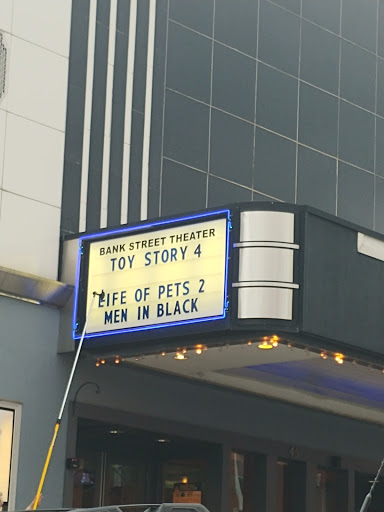 BANK STREET THEATER
TOY STORY 4
LIFE OF PETS 2
MEN IN BLACK